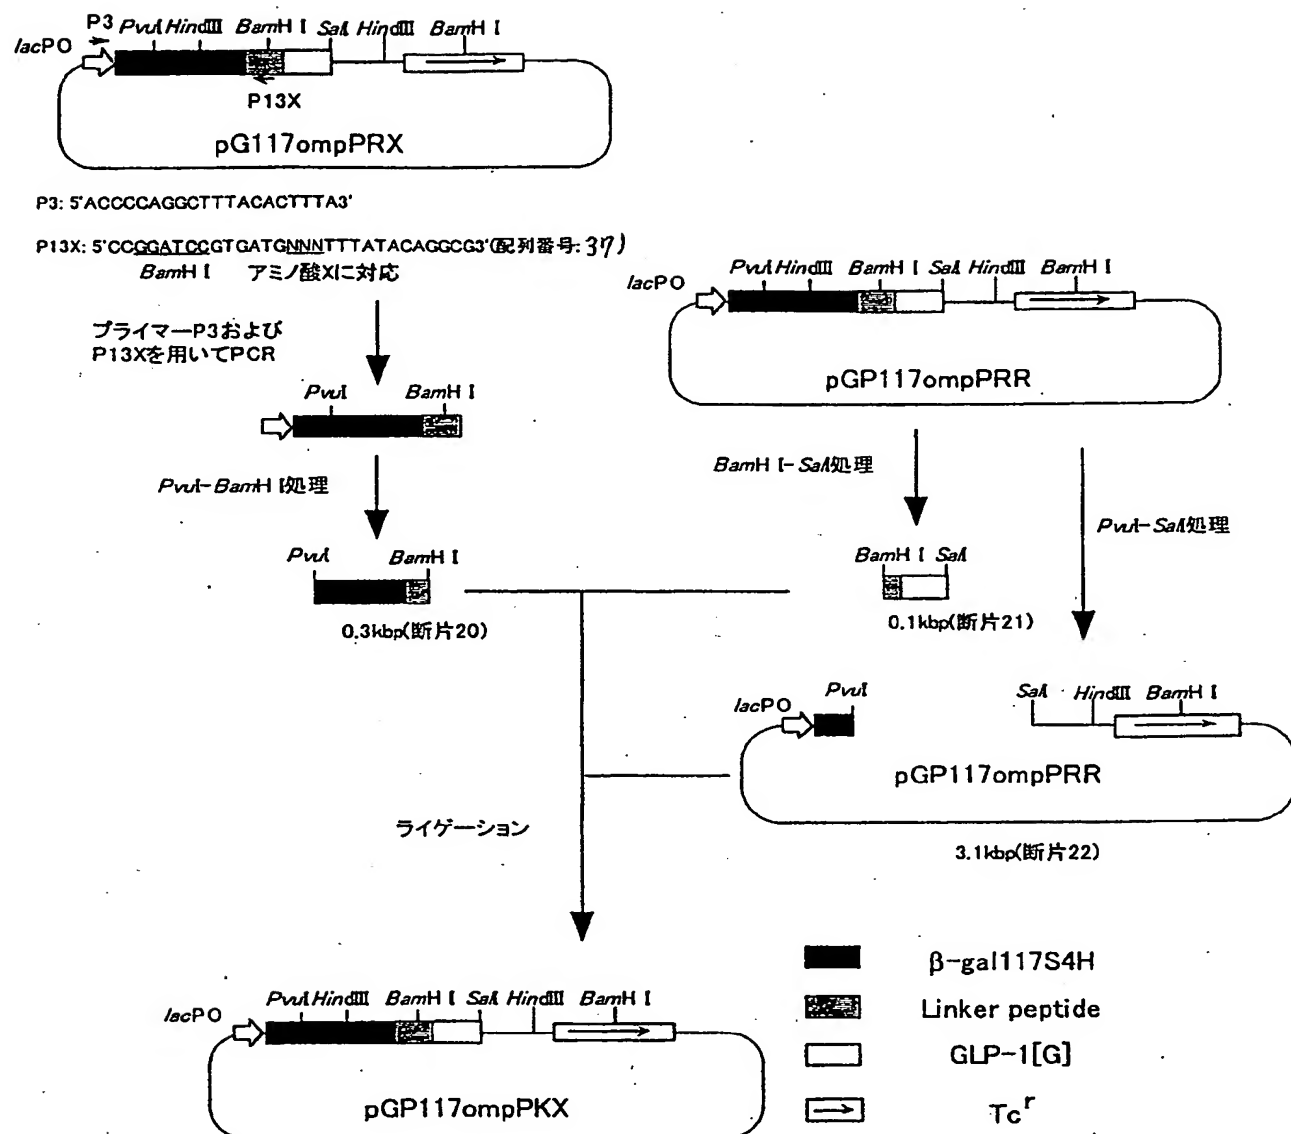 P3 PvuI HindIII BamH I SalI HindIII BamH I
lacPO
P13X
pG117ompPRX
P3: 5'ACCCCAGGCTTTACACTTTA3'
P13X: 5'CCGGATCCGTGATGNNNTTTATACAGGCG3'(配列番号:37)
BamH I アミノ酸Xに対応
プライマーP3および
P13Xを用いてPCR
PvuI BamH I
PvuI-BamH I処理
PvuI BamH I
0.3kbp(断片20)
PvuI HindIII BamH I SalI HindIII BamH I
lacPO
pGP117ompPRR
BamH I-SalI処理
PvuI-SalI処理
BamH I SalI
0.1kbp(断片21)
PvuI SalI HindIII BamH I
lacPO
pGP117ompPRR
3.1kbp(断片22)
ライゲーション
PvuI HindIII BamH I SalI HindIII BamH I
lacPO
pGP117ompPKX
β-gal117S4H
Linker peptide
GLP-1[G]
Tcʳ